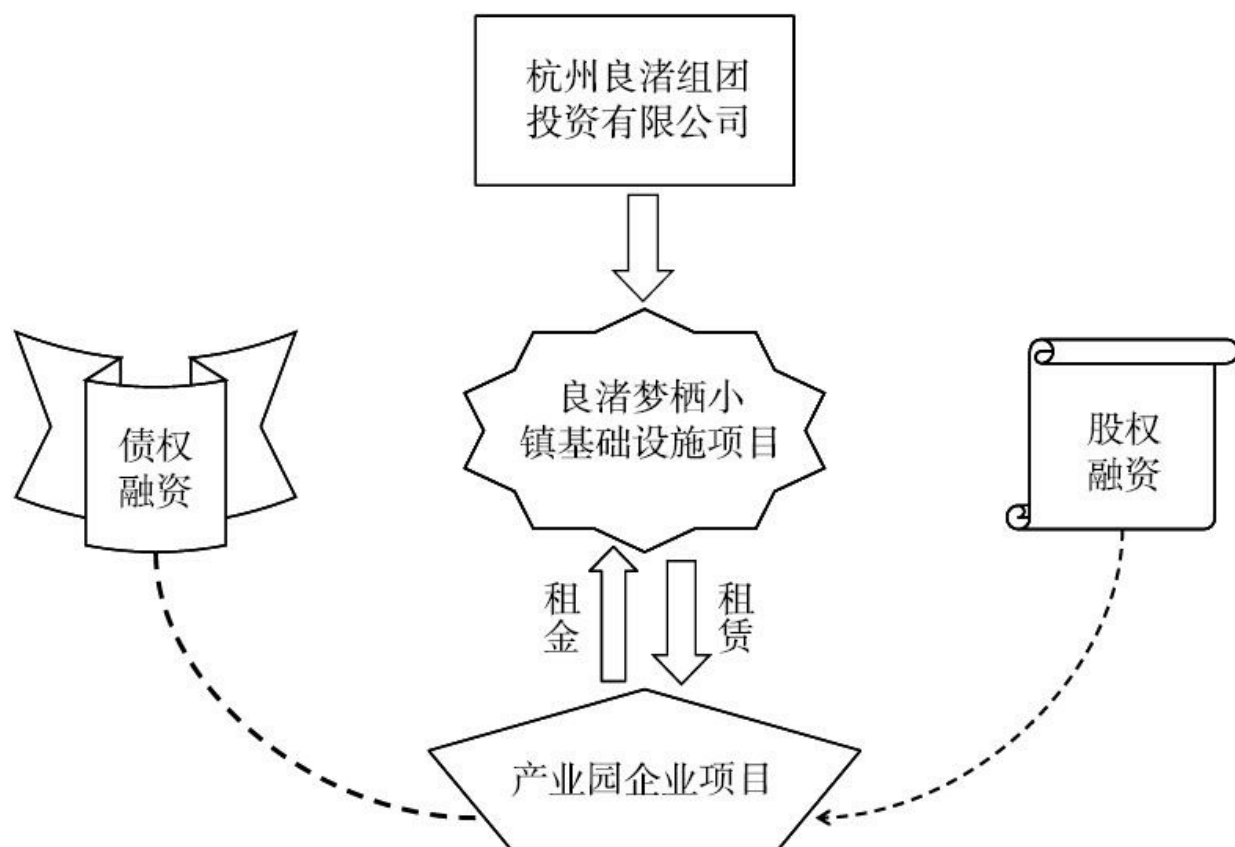 杭州良渚组团
投资有限公司
良渚梦栖小
镇基础设施项目
债权
融资
股权
融资
租金
租赁
产业园企业项目